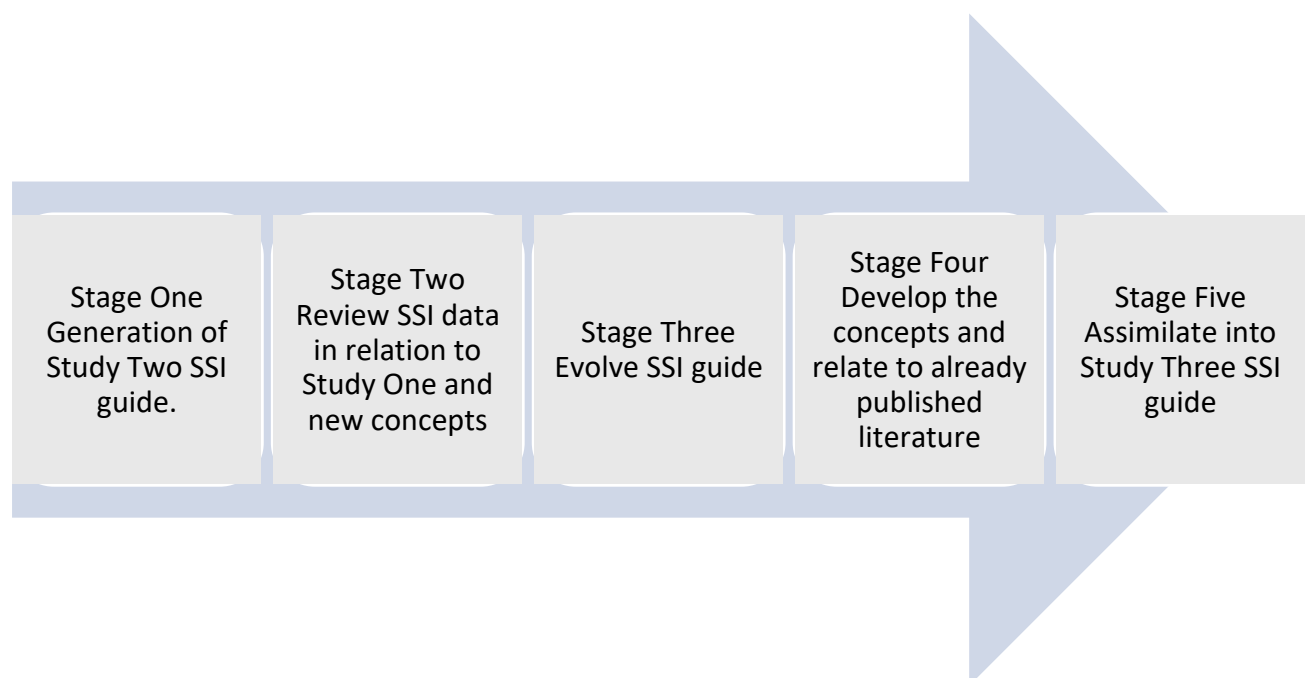 Stage One
Generation of
Study Two SSI
guide.
Stage Two
Review SSI data
in relation to
Study One and
new concepts
Stage Three
Evolve SSI guide
Stage Four
Develop the
concepts and
relate to already
published
literature
Stage Five
Assimilate into
Study Three SSI
guide